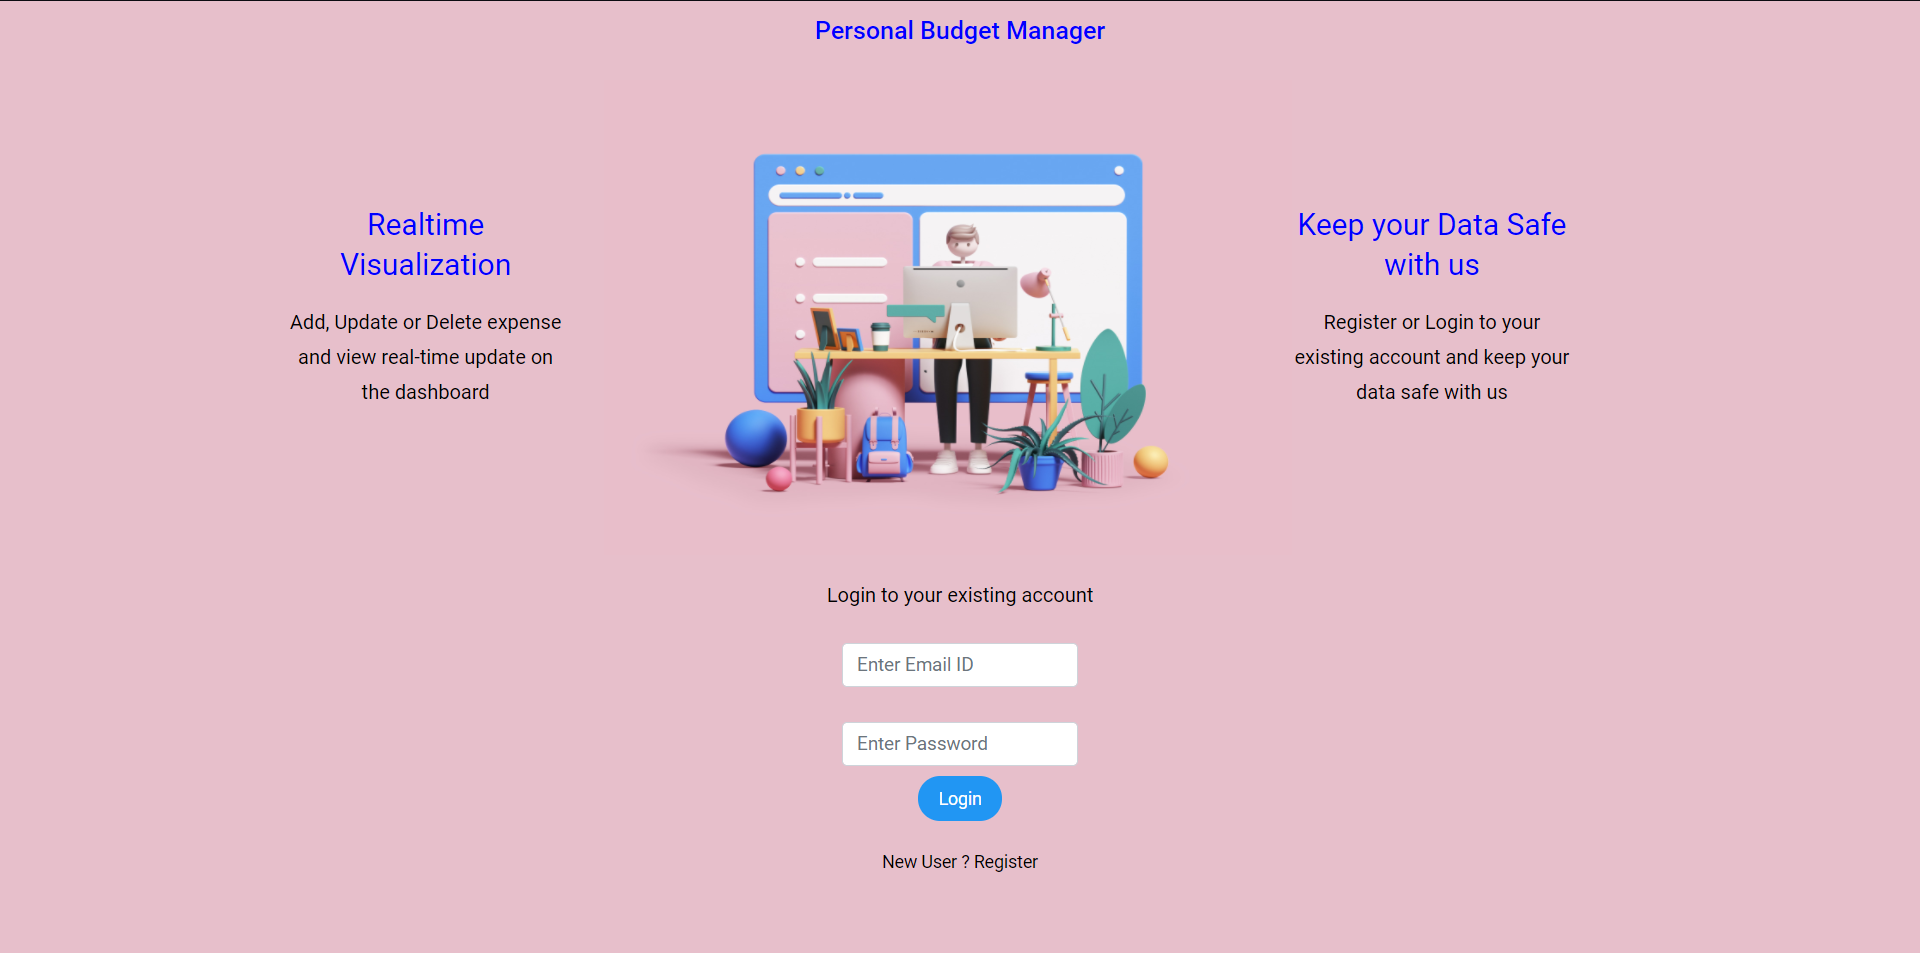 Personal Budget Manager
Realtime
Visualization
Add, Update or Delete expense
and view real-time update on
the dashboard
Keep your Data Safe
with us
Register or Login to your
existing account and keep your
data safe with us
Login to your existing account
Enter Email ID
Enter Password
Login
New User ? Register